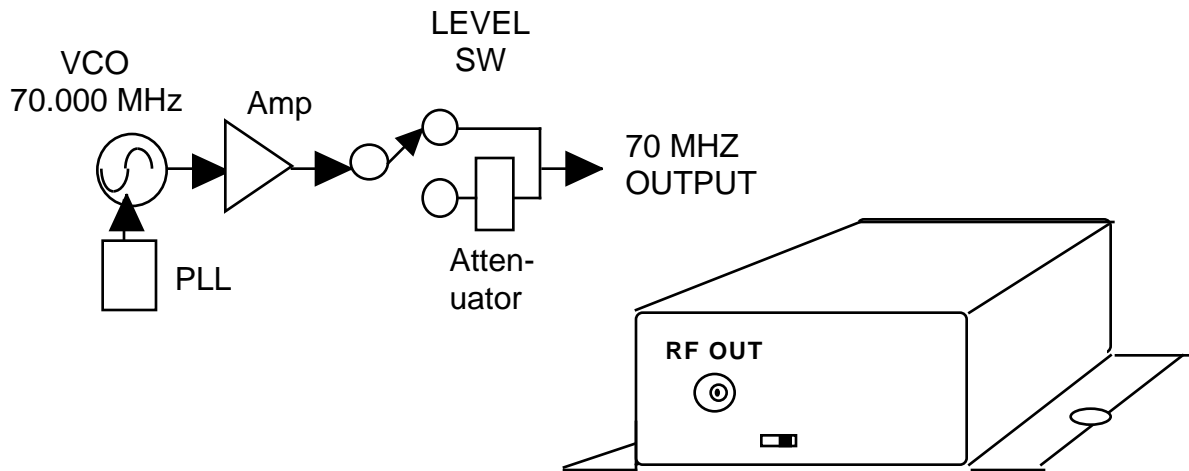 LEVEL
SW
VCO
70.000 MHz
Amp
70 MHZ
OUTPUT
PLL
Atten-
uator
RF OUT